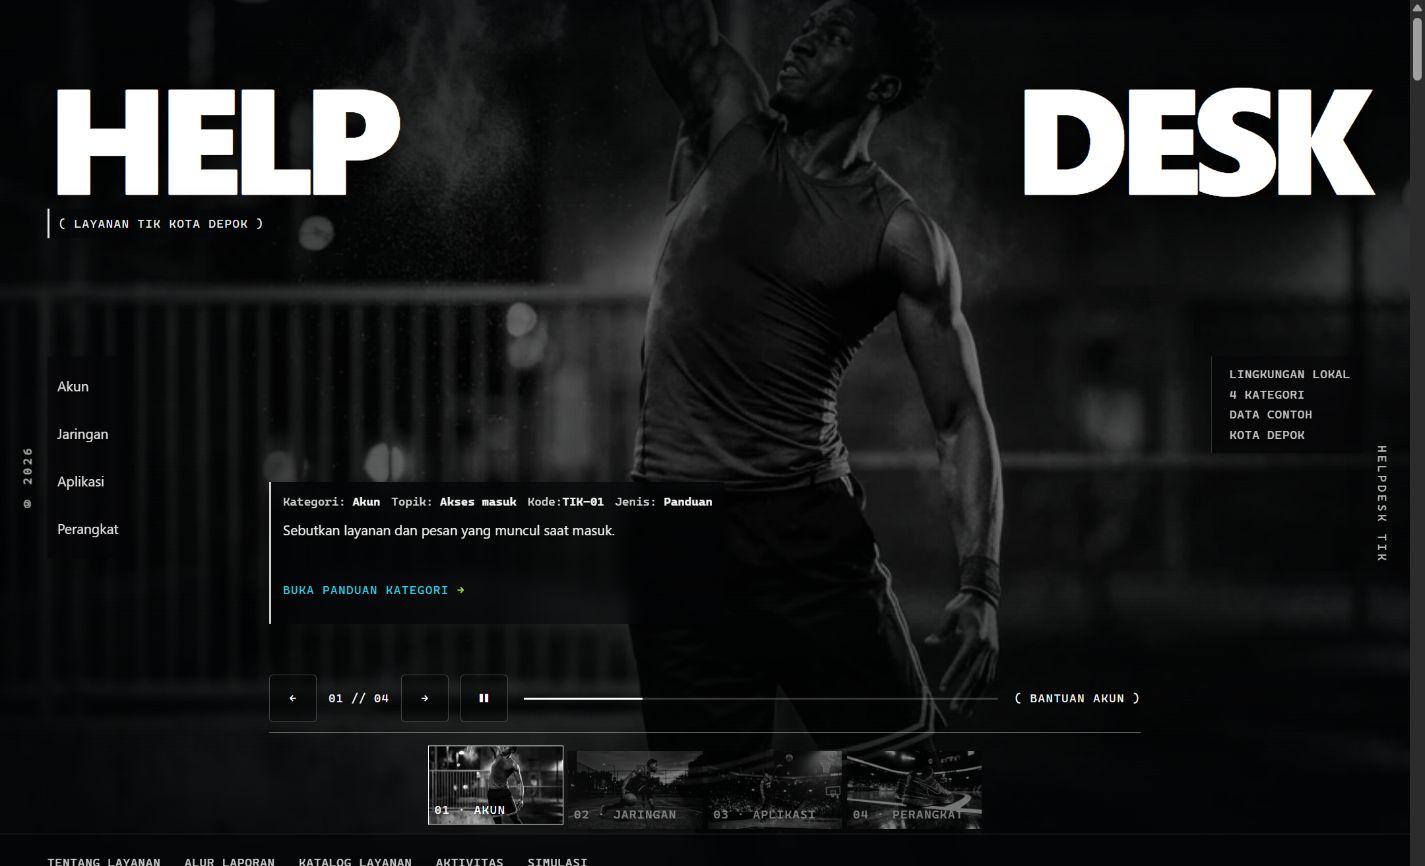 HELP DESK
( LAYANAN TIK KOTA DEPOK )
Akun
Jaringan
Aplikasi
Perangkat
© 2026
LINGKUNGAN LOKAL
4 KATEGORI
DATA CONTOH
KOTA DEPOK
HELPDESK TIK
Kategori: Akun Topik: Akses masuk Kode:TIK—01 Jenis: Panduan
Sebutkan layanan dan pesan yang muncul saat masuk.
BUKA PANDUAN KATEGORI →
← 01 // 04 → ( BANTUAN AKUN )
01 · AKUN
02 · JARINGAN
03 · APLIKASI
04 · PERANGKAT
TENTANG LAYANAN ALUR LAPORAN KATALOG LAYANAN AKTIVITAS SIMULASI